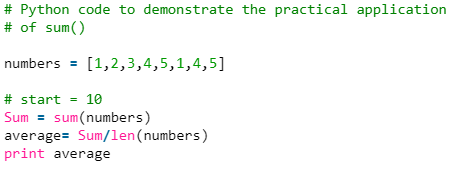 # Python code to demonstrate the practical application
# of sum()
numbers = [1,2,3,4,5,1,4,5]
# start = 10
Sum = sum(numbers)
average= Sum/len(numbers)
print average